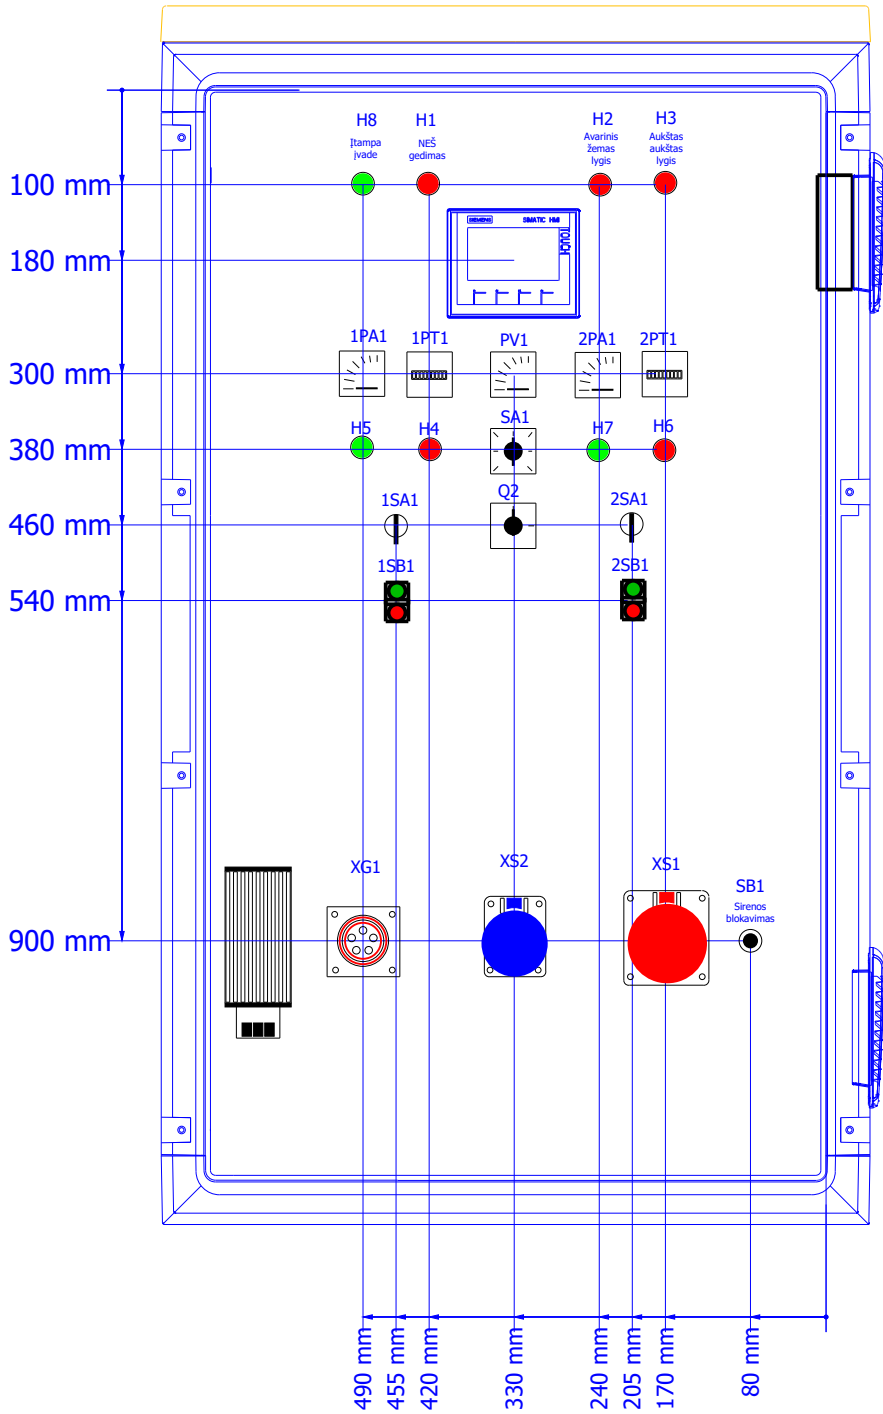 H8 H1 H2 H3
Įtampa
įvade
NEŠ
gedimas
Avarinis
žemas
lygis
Aukštas
aukštas
lygis
100 mm
SIEMENS SIMATIC HMI
TOUCH
180 mm
1PA1 1PT1 PV1 2PA1 2PT1
300 mm
H5 H4 SA1 H7 H6
380 mm
1SA1 Q2 2SA1
460 mm
1SB1 2SB1
540 mm
XG1 XS2 XS1 SB1
Sirenos
blokavimas
900 mm
490 mm
455 mm
420 mm
330 mm
240 mm
205 mm
170 mm
80 mm